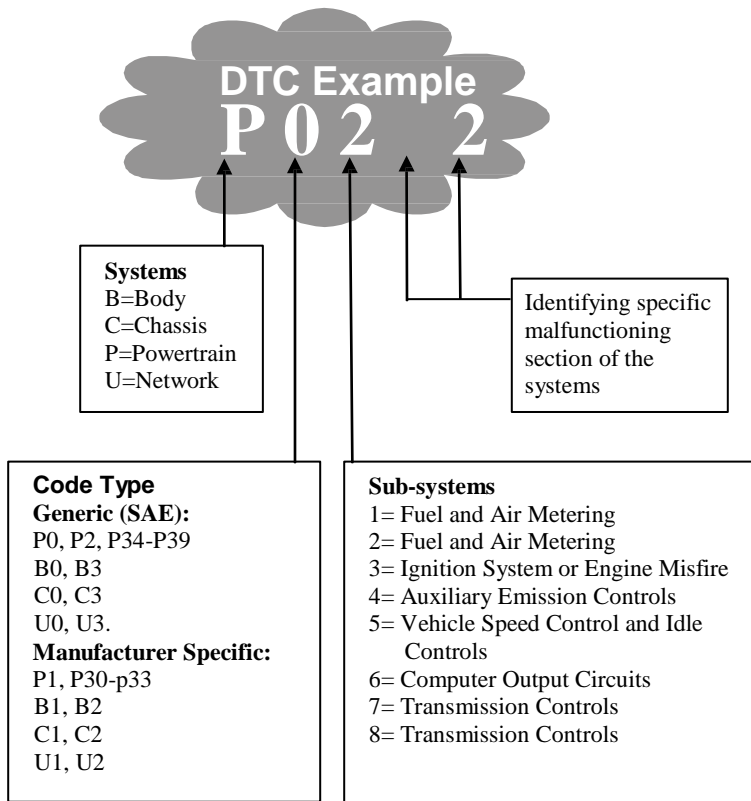 DTC Example
P 0 2 2
Systems
B=Body
C=Chassis
P=Powertrain
U=Network
Identifying specific
malfunctioning
section of the
systems
Code Type
Generic (SAE):
P0, P2, P34-P39
B0, B3
C0, C3
U0, U3.
Manufacturer Specific:
P1, P30-p33
B1, B2
C1, C2
U1, U2
Sub-systems
1= Fuel and Air Metering
2= Fuel and Air Metering
3= Ignition System or Engine Misfire
4= Auxiliary Emission Controls
5= Vehicle Speed Control and Idle
Controls
6= Computer Output Circuits
7= Transmission Controls
8= Transmission Controls